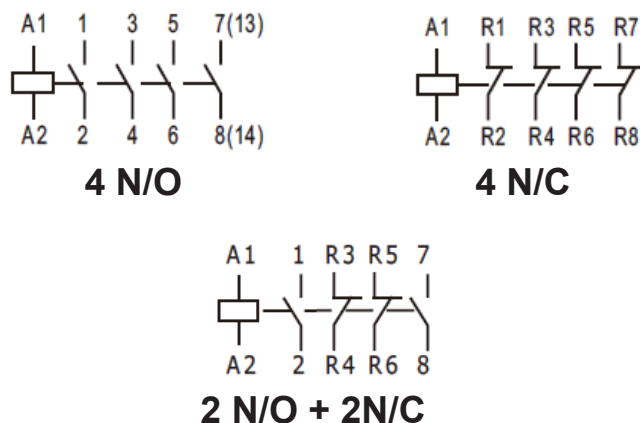 A1 1 3 5 7(13)
A2 2 4 6 8(14)
4 N/O
A1 R1 R3 R5 R7
A2 R2 R4 R6 R8
4 N/C
A1 1 R3 R5 7
A2 2 R4 R6 8
2 N/O + 2N/C